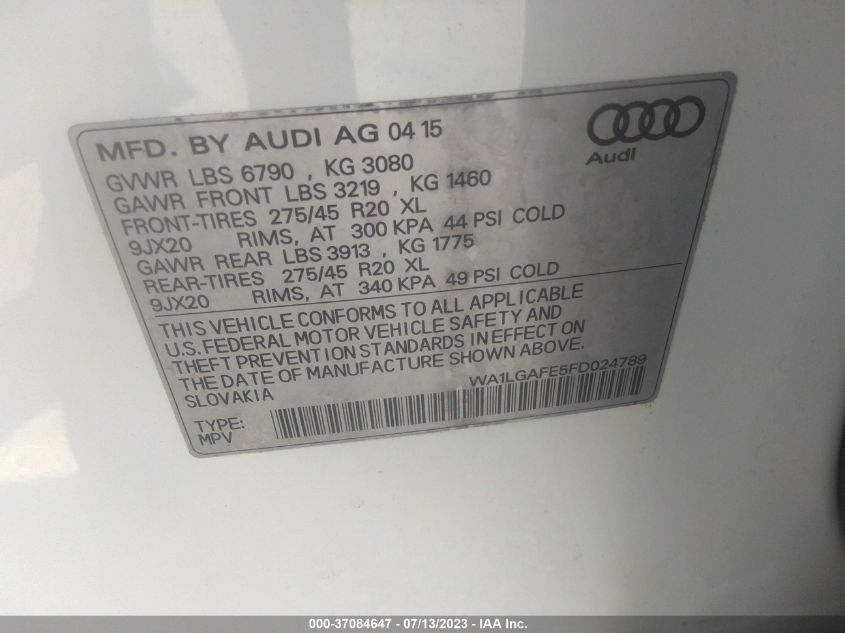 MFD. BY AUDI AG 04 15
Audi
GVWR LBS 6790 , KG 3080
GAWR FRONT LBS 3219 , KG 1460
FRONT-TIRES 275/45 R20 XL
9JX20 RIMS, AT 300 KPA 44 PSI COLD
GAWR REAR LBS 3913 , KG 1775
REAR-TIRES 275/45 R20 XL
9JX20 RIMS, AT 340 KPA 49 PSI COLD
THIS VEHICLE CONFORMS TO ALL APPLICABLE
U.S. FEDERAL MOTOR VEHICLE SAFETY AND
THEFT PREVENTION STANDARDS IN EFFECT ON
THE DATE OF MANUFACTURE SHOWN ABOVE.
SLOVAKIA
WA1LGAFE5FD024789
TYPE:
MPV
000-37084647 - 07/13/2023 - IAA Inc.